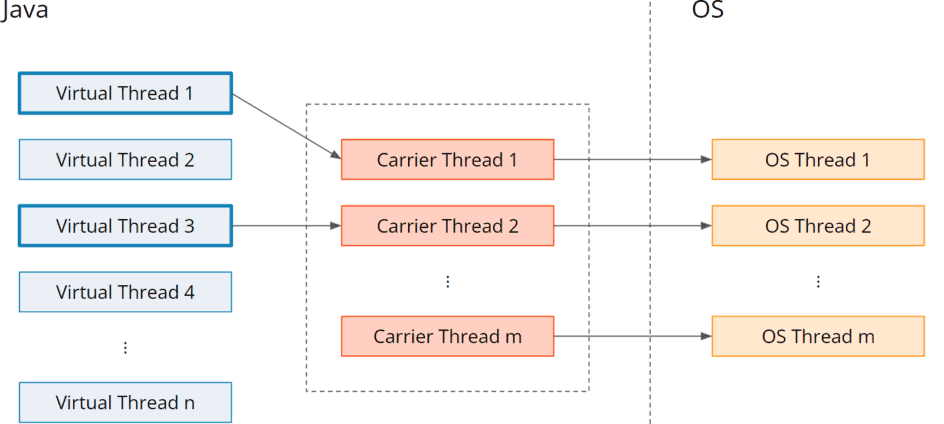 Java
OS
Virtual Thread 1
Virtual Thread 2
Virtual Thread 3
Virtual Thread 4
⋮
Virtual Thread n
Carrier Thread 1
Carrier Thread 2
⋮
Carrier Thread m
OS Thread 1
OS Thread 2
⋮
OS Thread m